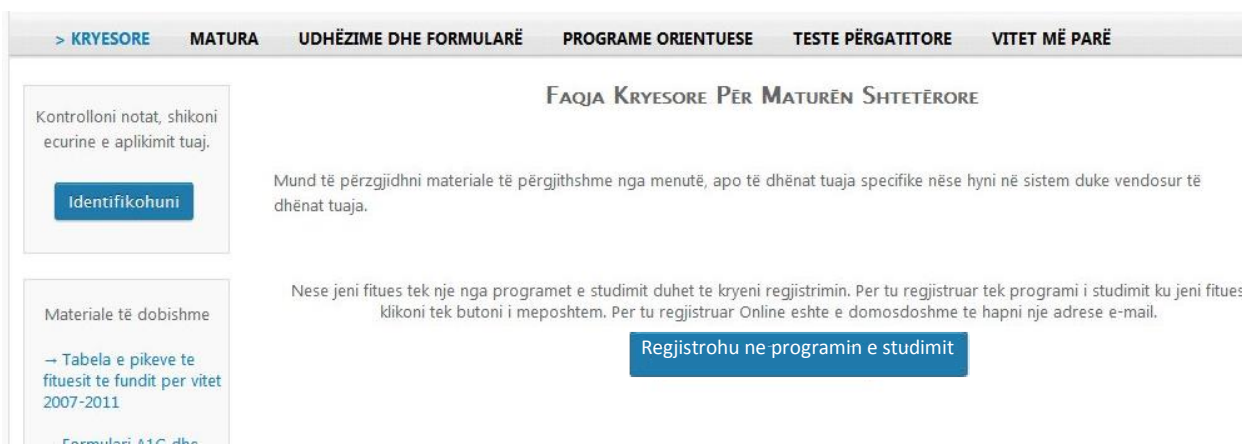 > KRYESORE MATURA UDHËZIME DHE FORMULARË PROGRAME ORIENTUESE TESTE PËRGATITORE VITET MË PARË
Kontrolloni notat, shikoni
ecurine e aplikimit tuaj.
Identifikohuni
Materiale të dobishme
→ Tabela e pikeve te
fituesit te fundit per vitet
2007-2011
Formulari A1G dhe
FAQJA KRYESORE PËR MATURËN SHTETËRORE
Mund të përzgjidhni materiale të përgjithshme nga menutë, apo të dhënat tuaja specifike nëse hyni në sistem duke vendosur të
dhënat tuaja.
Nese jeni fitues tek nje nga programet e studimit duhet te kryeni regjistrimin. Per tu regjistruar tek programi i studimit ku jeni fitues
klikoni tek butoni i meposhtem. Per tu regjistruar Online eshte e domosdoshme te hapni nje adrese e-mail.
Regjistrohu ne programin e studimit